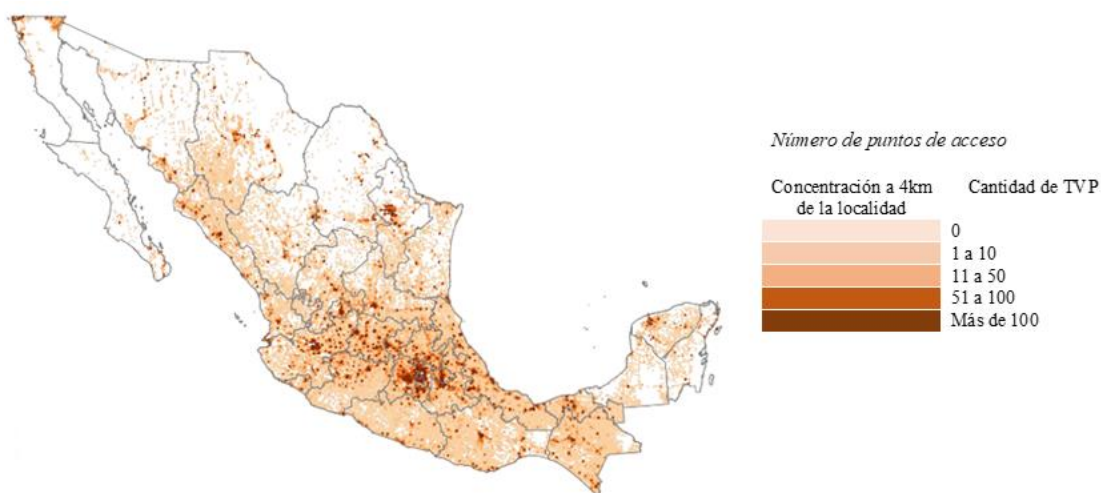 Número de puntos de acceso
Concentración a 4km
de la localidad
Cantidad de TVP
0
1 a 10
11 a 50
51 a 100
Más de 100